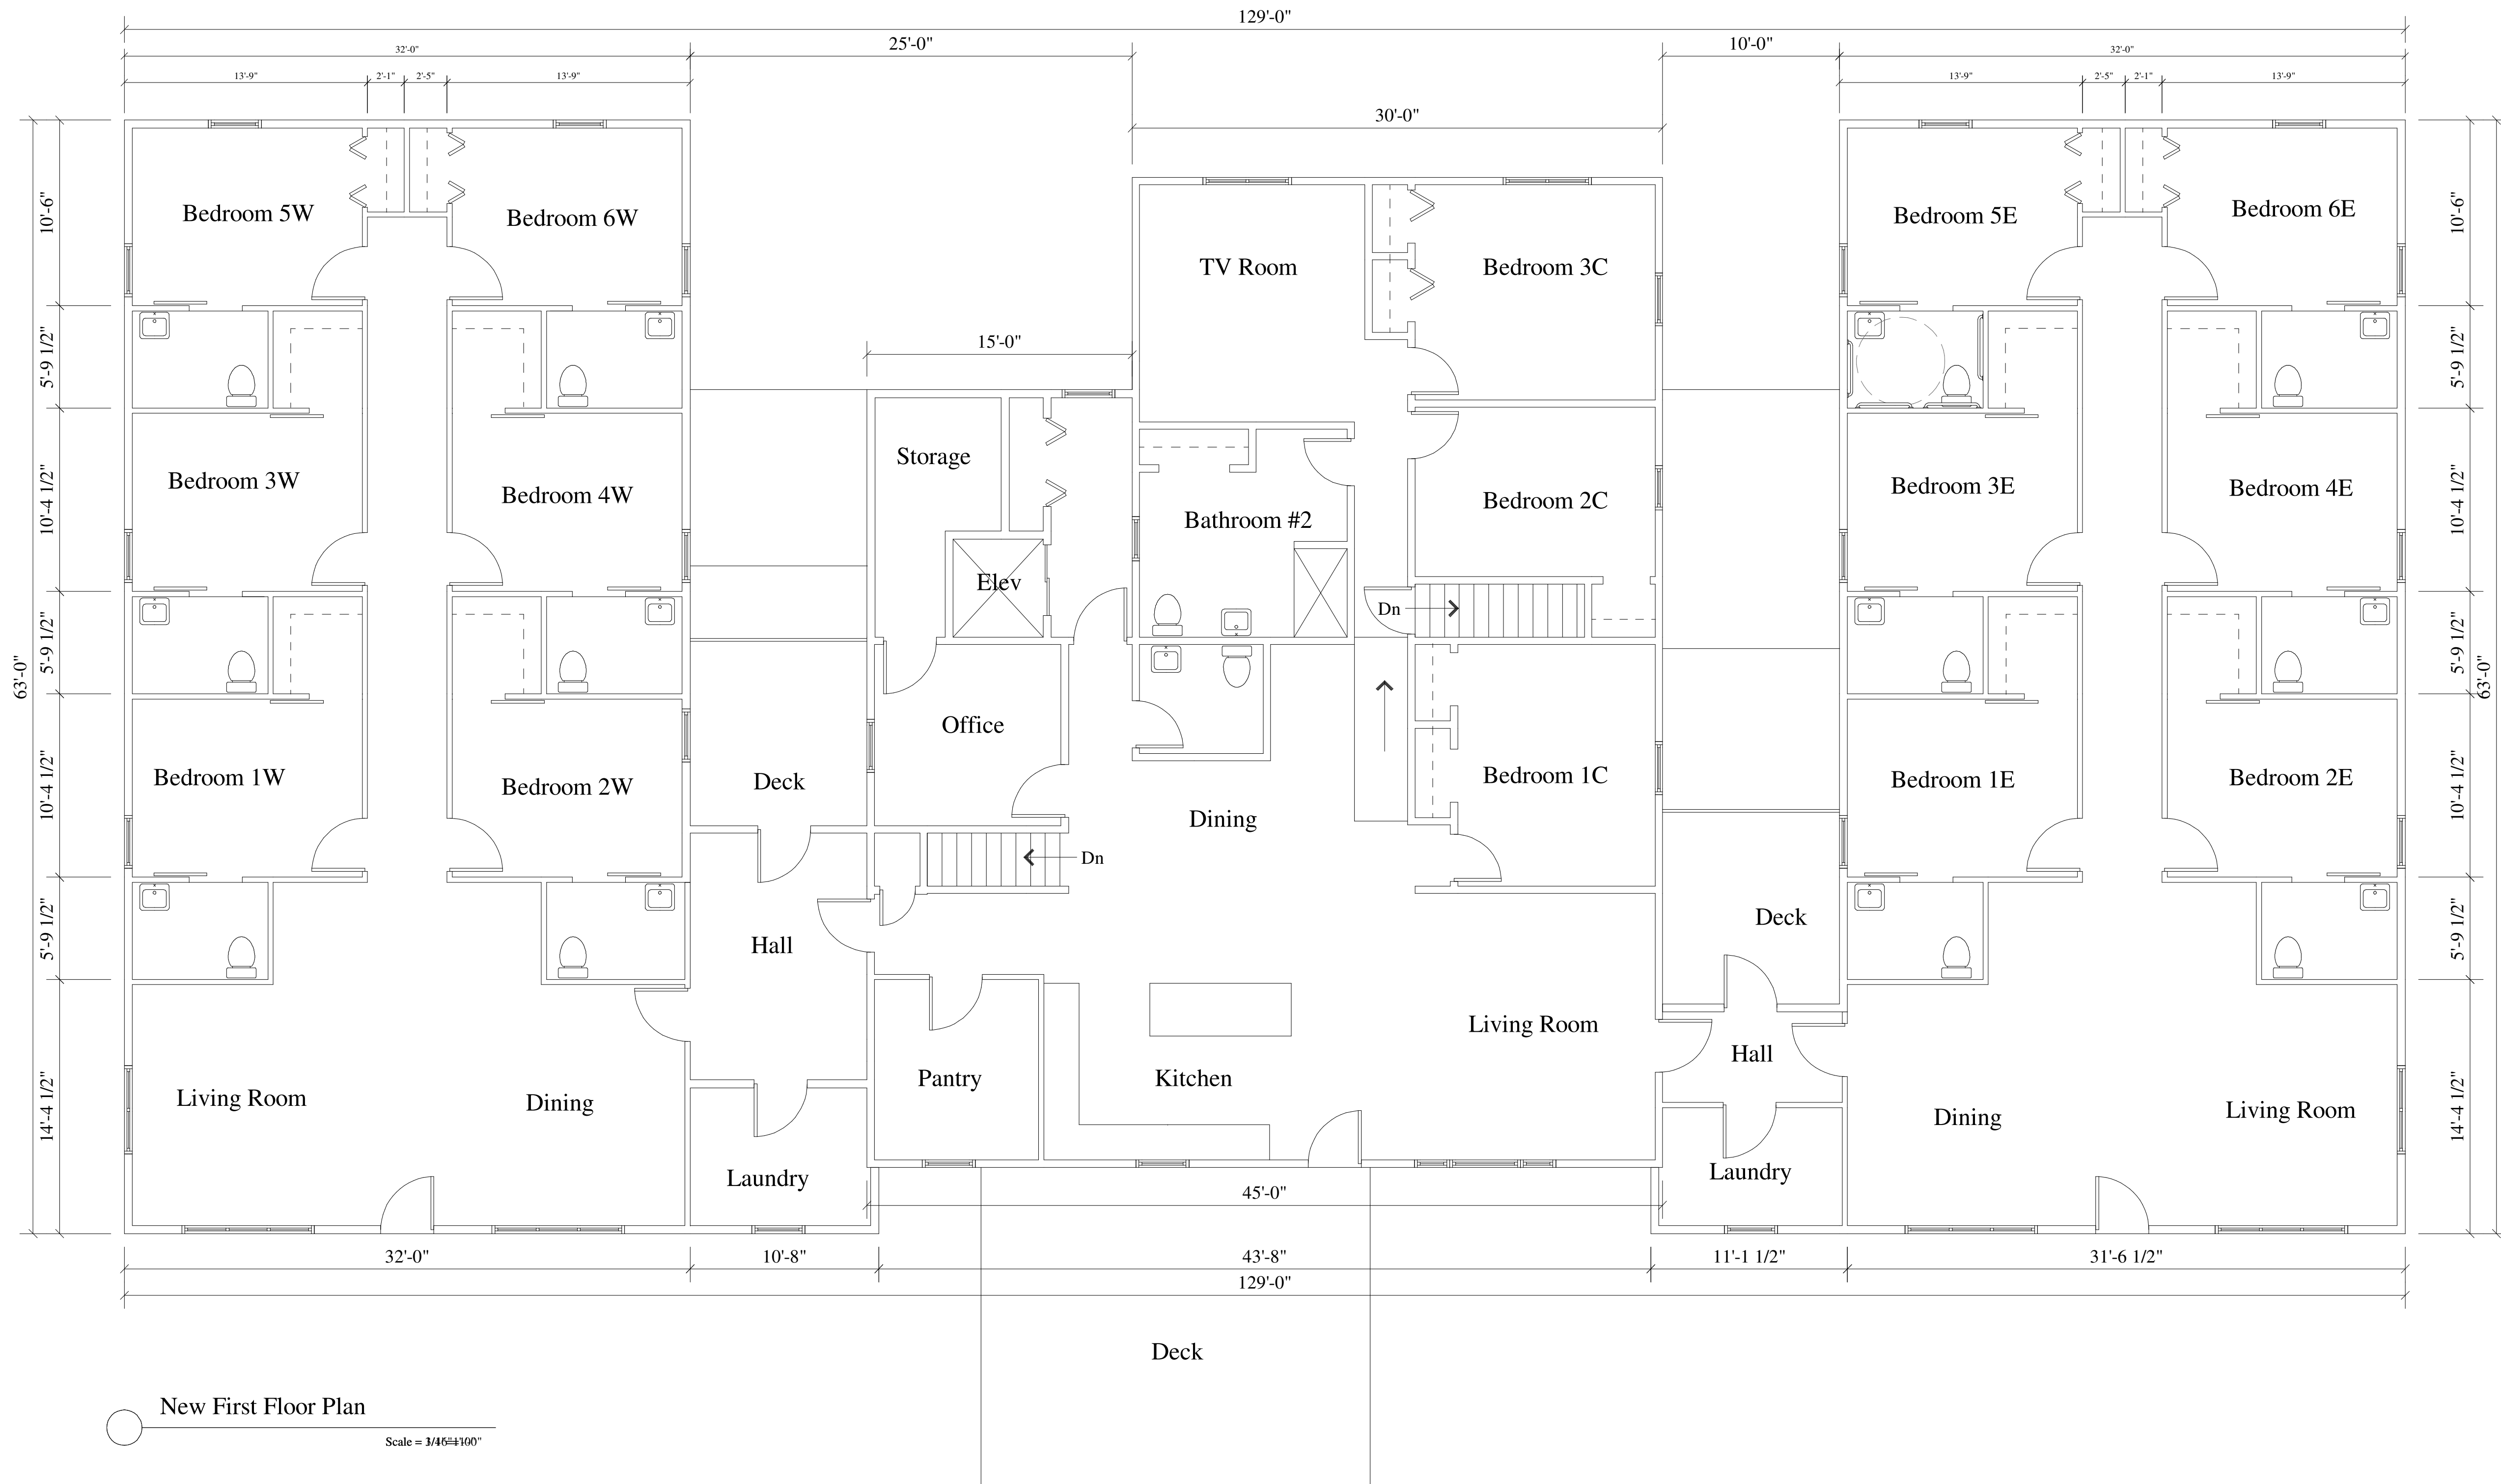 129'-0"
32'-0"
25'-0"
10'-0"
32'-0"
13'-9"
2'-1"
2'-5"
13'-9"
13'-9"
2'-5"
2'-1"
13'-9"
30'-0"
10'-6"
Bedroom 5W
Bedroom 6W
Bedroom 5E
Bedroom 6E
10'-6"
TV Room
Bedroom 3C
15'-0"
5'-9 1/2"
5'-9 1/2"
Storage
Bedroom 3W
Bedroom 4W
10'-4 1/2"
Bathroom #2
Bedroom 2C
Bedroom 3E
Bedroom 4E
10'-4 1/2"
Elev
Dn
5'-9 1/2"
5'-9 1/2"
63'-0"
63'-0"
Office
Bedroom 1W
Bedroom 2W
10'-4 1/2"
Deck
Dining
Bedroom 1C
Bedroom 1E
Bedroom 2E
10'-4 1/2"
Dn
5'-9 1/2"
Hall
Deck
5'-9 1/2"
Living Room
Hall
14'-4 1/2"
Living Room
Dining
Pantry
Kitchen
Dining
Living Room
14'-4 1/2"
Laundry
Laundry
45'-0"
32'-0"
10'-8"
43'-8"
11'-1 1/2"
31'-6 1/2"
129'-0"
Deck
New First Floor Plan
Scale =